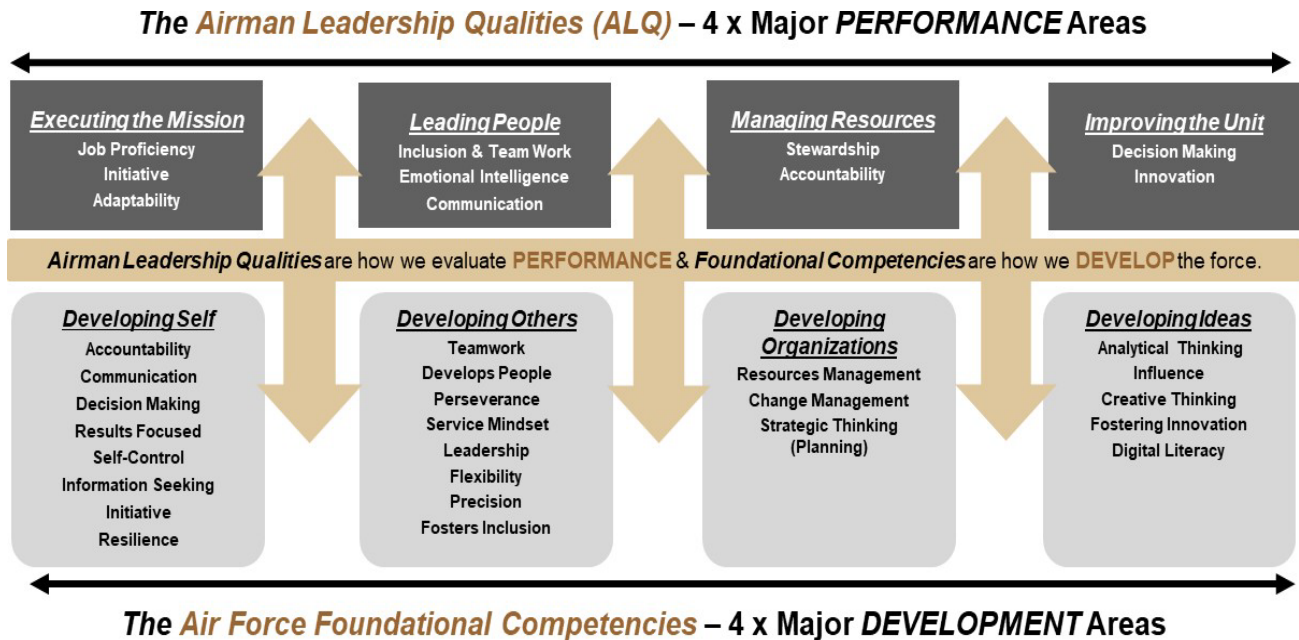 The Airman Leadership Qualities (ALQ) – 4 x Major PERFORMANCE Areas
Executing the Mission
Job Proficiency
Initiative
Adaptability
Leading People
Inclusion & Team Work
Emotional Intelligence
Communication
Managing Resources
Stewardship
Accountability
Improving the Unit
Decision Making
Innovation
Airman Leadership Qualities are how we evaluate PERFORMANCE & Foundational Competencies are how we DEVELOP the force.
Developing Self
Accountability
Communication
Decision Making
Results Focused
Self-Control
Information Seeking
Initiative
Resilience
Developing Others
Teamwork
Develops People
Perseverance
Service Mindset
Leadership
Flexibility
Precision
Fosters Inclusion
Developing
Organizations
Resources Management
Change Management
Strategic Thinking
(Planning)
Developing Ideas
Analytical Thinking
Influence
Creative Thinking
Fostering Innovation
Digital Literacy
The Air Force Foundational Competencies – 4 x Major DEVELOPMENT Areas